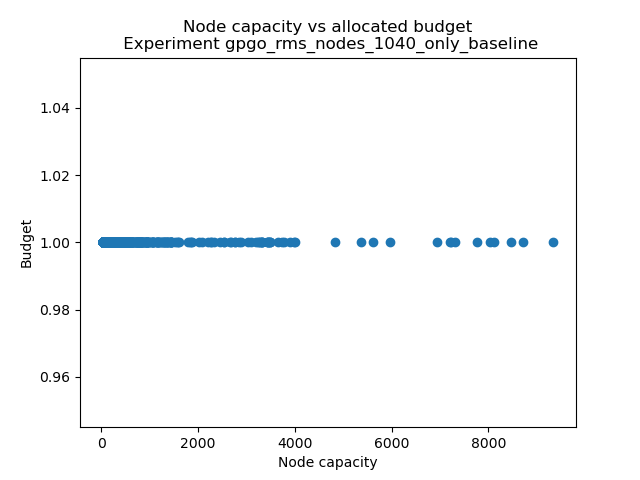 Node capacity vs allocated budget
Experiment gpgo_rms_nodes_1040_only_baseline
1.04
1.02
1.00
0.98
0.96
Budget
0
2000
4000
6000
8000
Node capacity